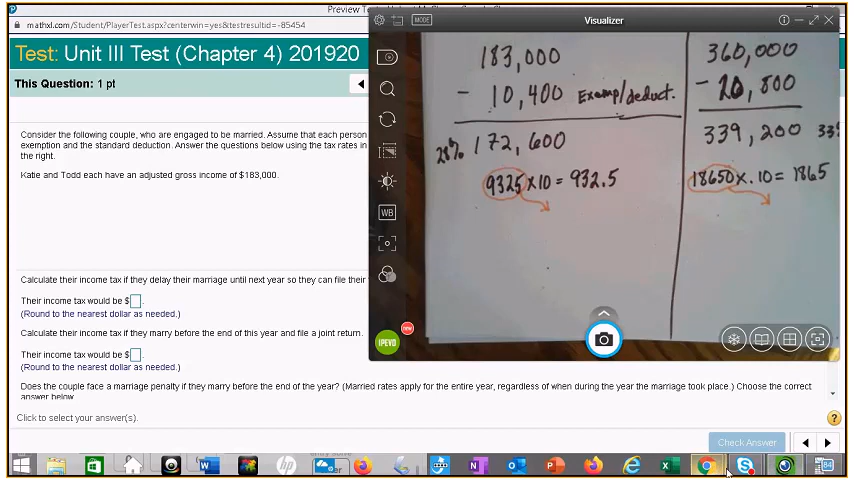 Preview Te
mathxl.com/Student/PlayerTest.aspx?centerwin=yes&testresultid=-85454
Test: Unit III Test (Chapter 4) 201920
This Question: 1 pt
Consider the following couple, who are engaged to be married. Assume that each person
exemption and the standard deduction. Answer the questions below using the tax rates in
the right.
Katie and Todd each have an adjusted gross income of $183,000.
Calculate their income tax if they delay their marriage until next year so they can file their
Their income tax would be $
(Round to the nearest dollar as needed.)
Calculate their income tax if they marry before the end of this year and file a joint return.
Their income tax would be $
(Round to the nearest dollar as needed.)
Does the couple face a marriage penalty if they marry before the end of the year? (Married rates apply for the entire year, regardless of when during the year the marriage took place.) Choose the correct
answer below
Click to select your answer(s).
Check Answer
Visualizer
MODE
WB
new
IPEVO
183,000
- 10,400 Exemp/deduct.
28% 172,600
9325 x 10 = 932.5
360,000
- 20,800
339,200 339
18650 x .10 = 1865